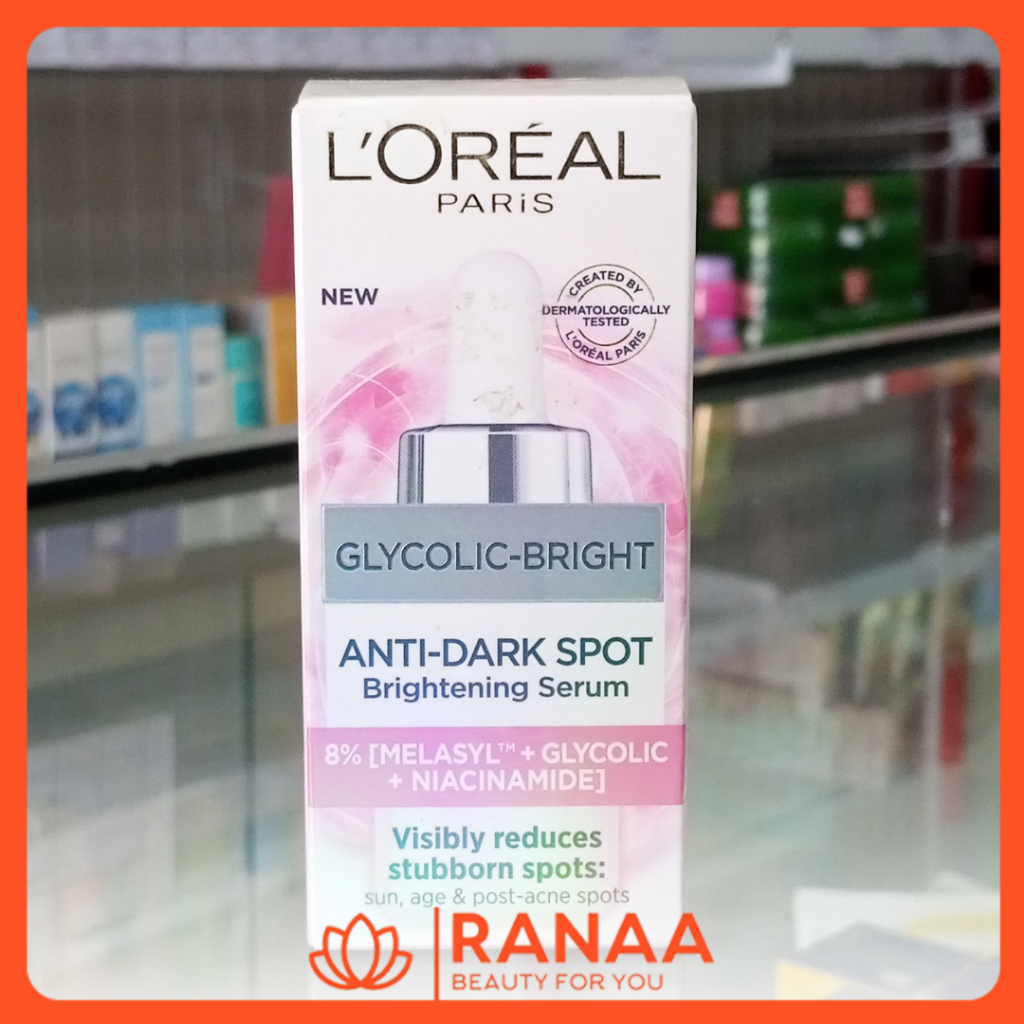 L'ORÉAL
PARiS
NEW
CREATED BY
DERMATOLOGICALLY
TESTED
L'ORÉAL PARIS
GLYCOLIC-BRIGHT
ANTI-DARK SPOT
Brightening Serum
8% [MELASYL™ + GLYCOLIC
+ NIACINAMIDE]
Visibly reduces
stubborn spots:
sun, age & post-acne spots
RANAA
BEAUTY FOR YOU